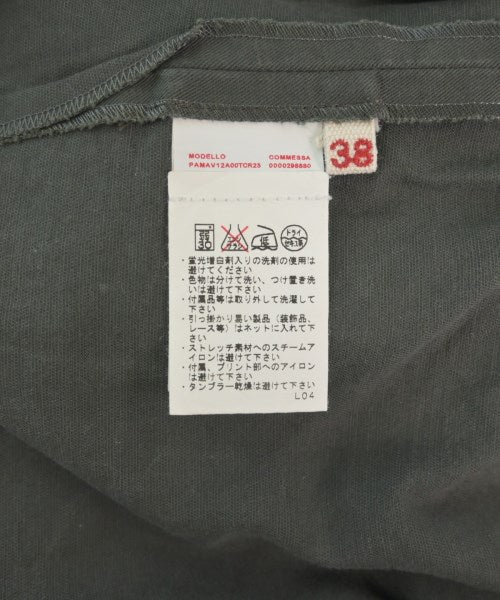 MODELLO COMMESSA
PAMAV12A00TCR23 0000298880
38
30
低
ドライ
・蛍光増白剤入りの洗剤の使用は
避けてください
・色物は分けて洗い、つけ置き洗
いは避けて下さい
・付属品等は取り外して洗濯して
下さい
・引っ掛かり易い製品（装飾品、
レース等）はネットに入れて下
さい
・ストレッチ素材へのスチームア
イロンは避けて下さい
・付属、プリント部へのアイロン
は避けて下さい
・タンブラー乾燥は避けて下さい
L04